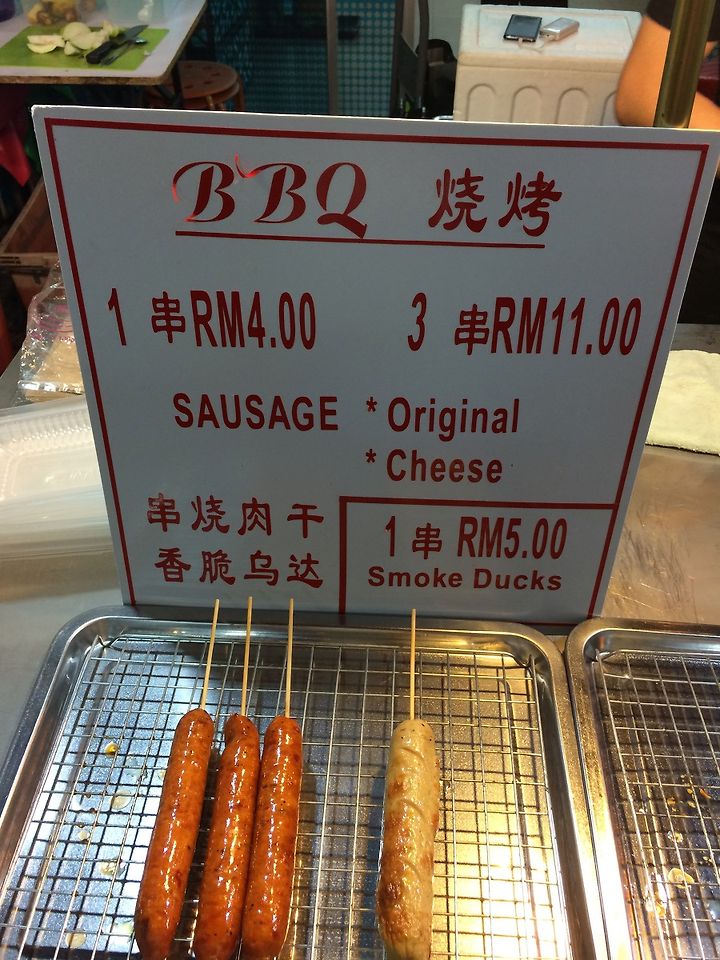 BBQ 烧烤
1 串RM4.00 3 串RM11.00
SAUSAGE * Original
* Cheese
串烧肉干
香脆乌达
1 串 RM5.00
Smoke Ducks